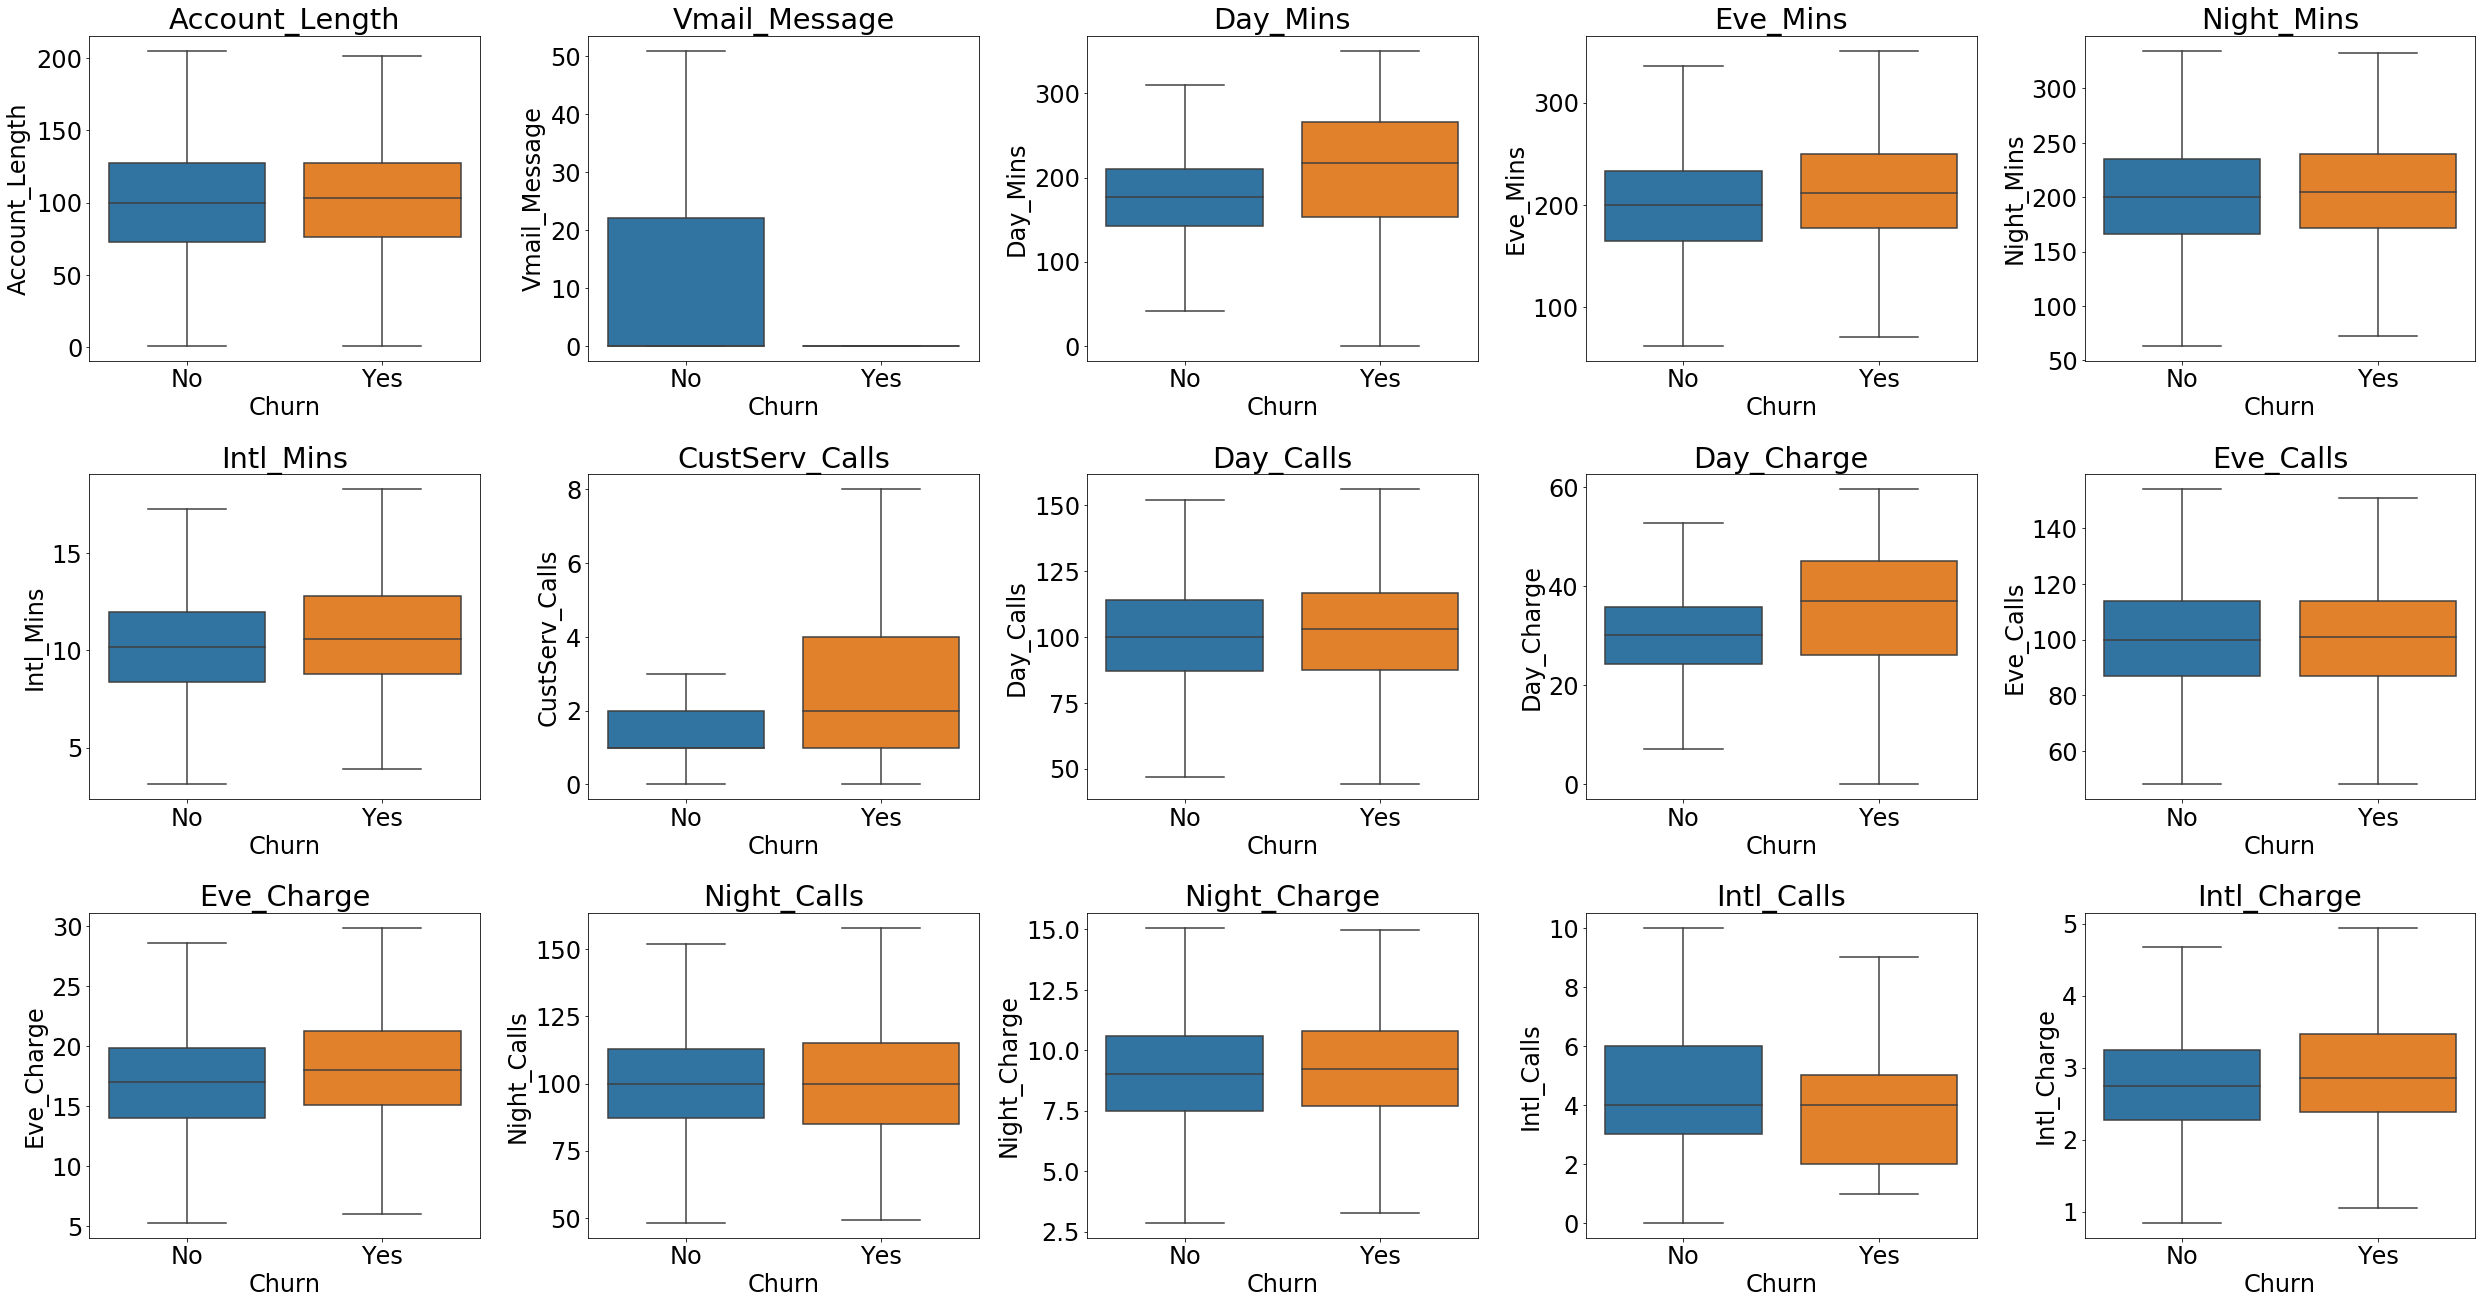 Account_Length
Account_Length
200
150
100
50
0
No Yes
Churn
Vmail_Message
Vmail_Message
50
40
30
20
10
0
No Yes
Churn
Day_Mins
Day_Mins
300
200
100
0
No Yes
Churn
Eve_Mins
Eve_Mins
300
200
100
No Yes
Churn
Night_Mins
Night_Mins
300
250
200
150
100
50
No Yes
Churn
Intl_Mins
Intl_Mins
15
10
5
No Yes
Churn
CustServ_Calls
CustServ_Calls
8
6
4
2
0
No Yes
Churn
Day_Calls
Day_Calls
150
125
100
75
50
No Yes
Churn
Day_Charge
Day_Charge
60
40
20
0
No Yes
Churn
Eve_Calls
Eve_Calls
140
120
100
80
60
No Yes
Churn
Eve_Charge
Eve_Charge
30
25
20
15
10
5
No Yes
Churn
Night_Calls
Night_Calls
150
125
100
75
50
No Yes
Churn
Night_Charge
Night_Charge
15.0
12.5
10.0
7.5
5.0
2.5
No Yes
Churn
Intl_Calls
Intl_Calls
10
8
6
4
2
0
No Yes
Churn
Intl_Charge
Intl_Charge
5
4
3
2
1
No Yes
Churn